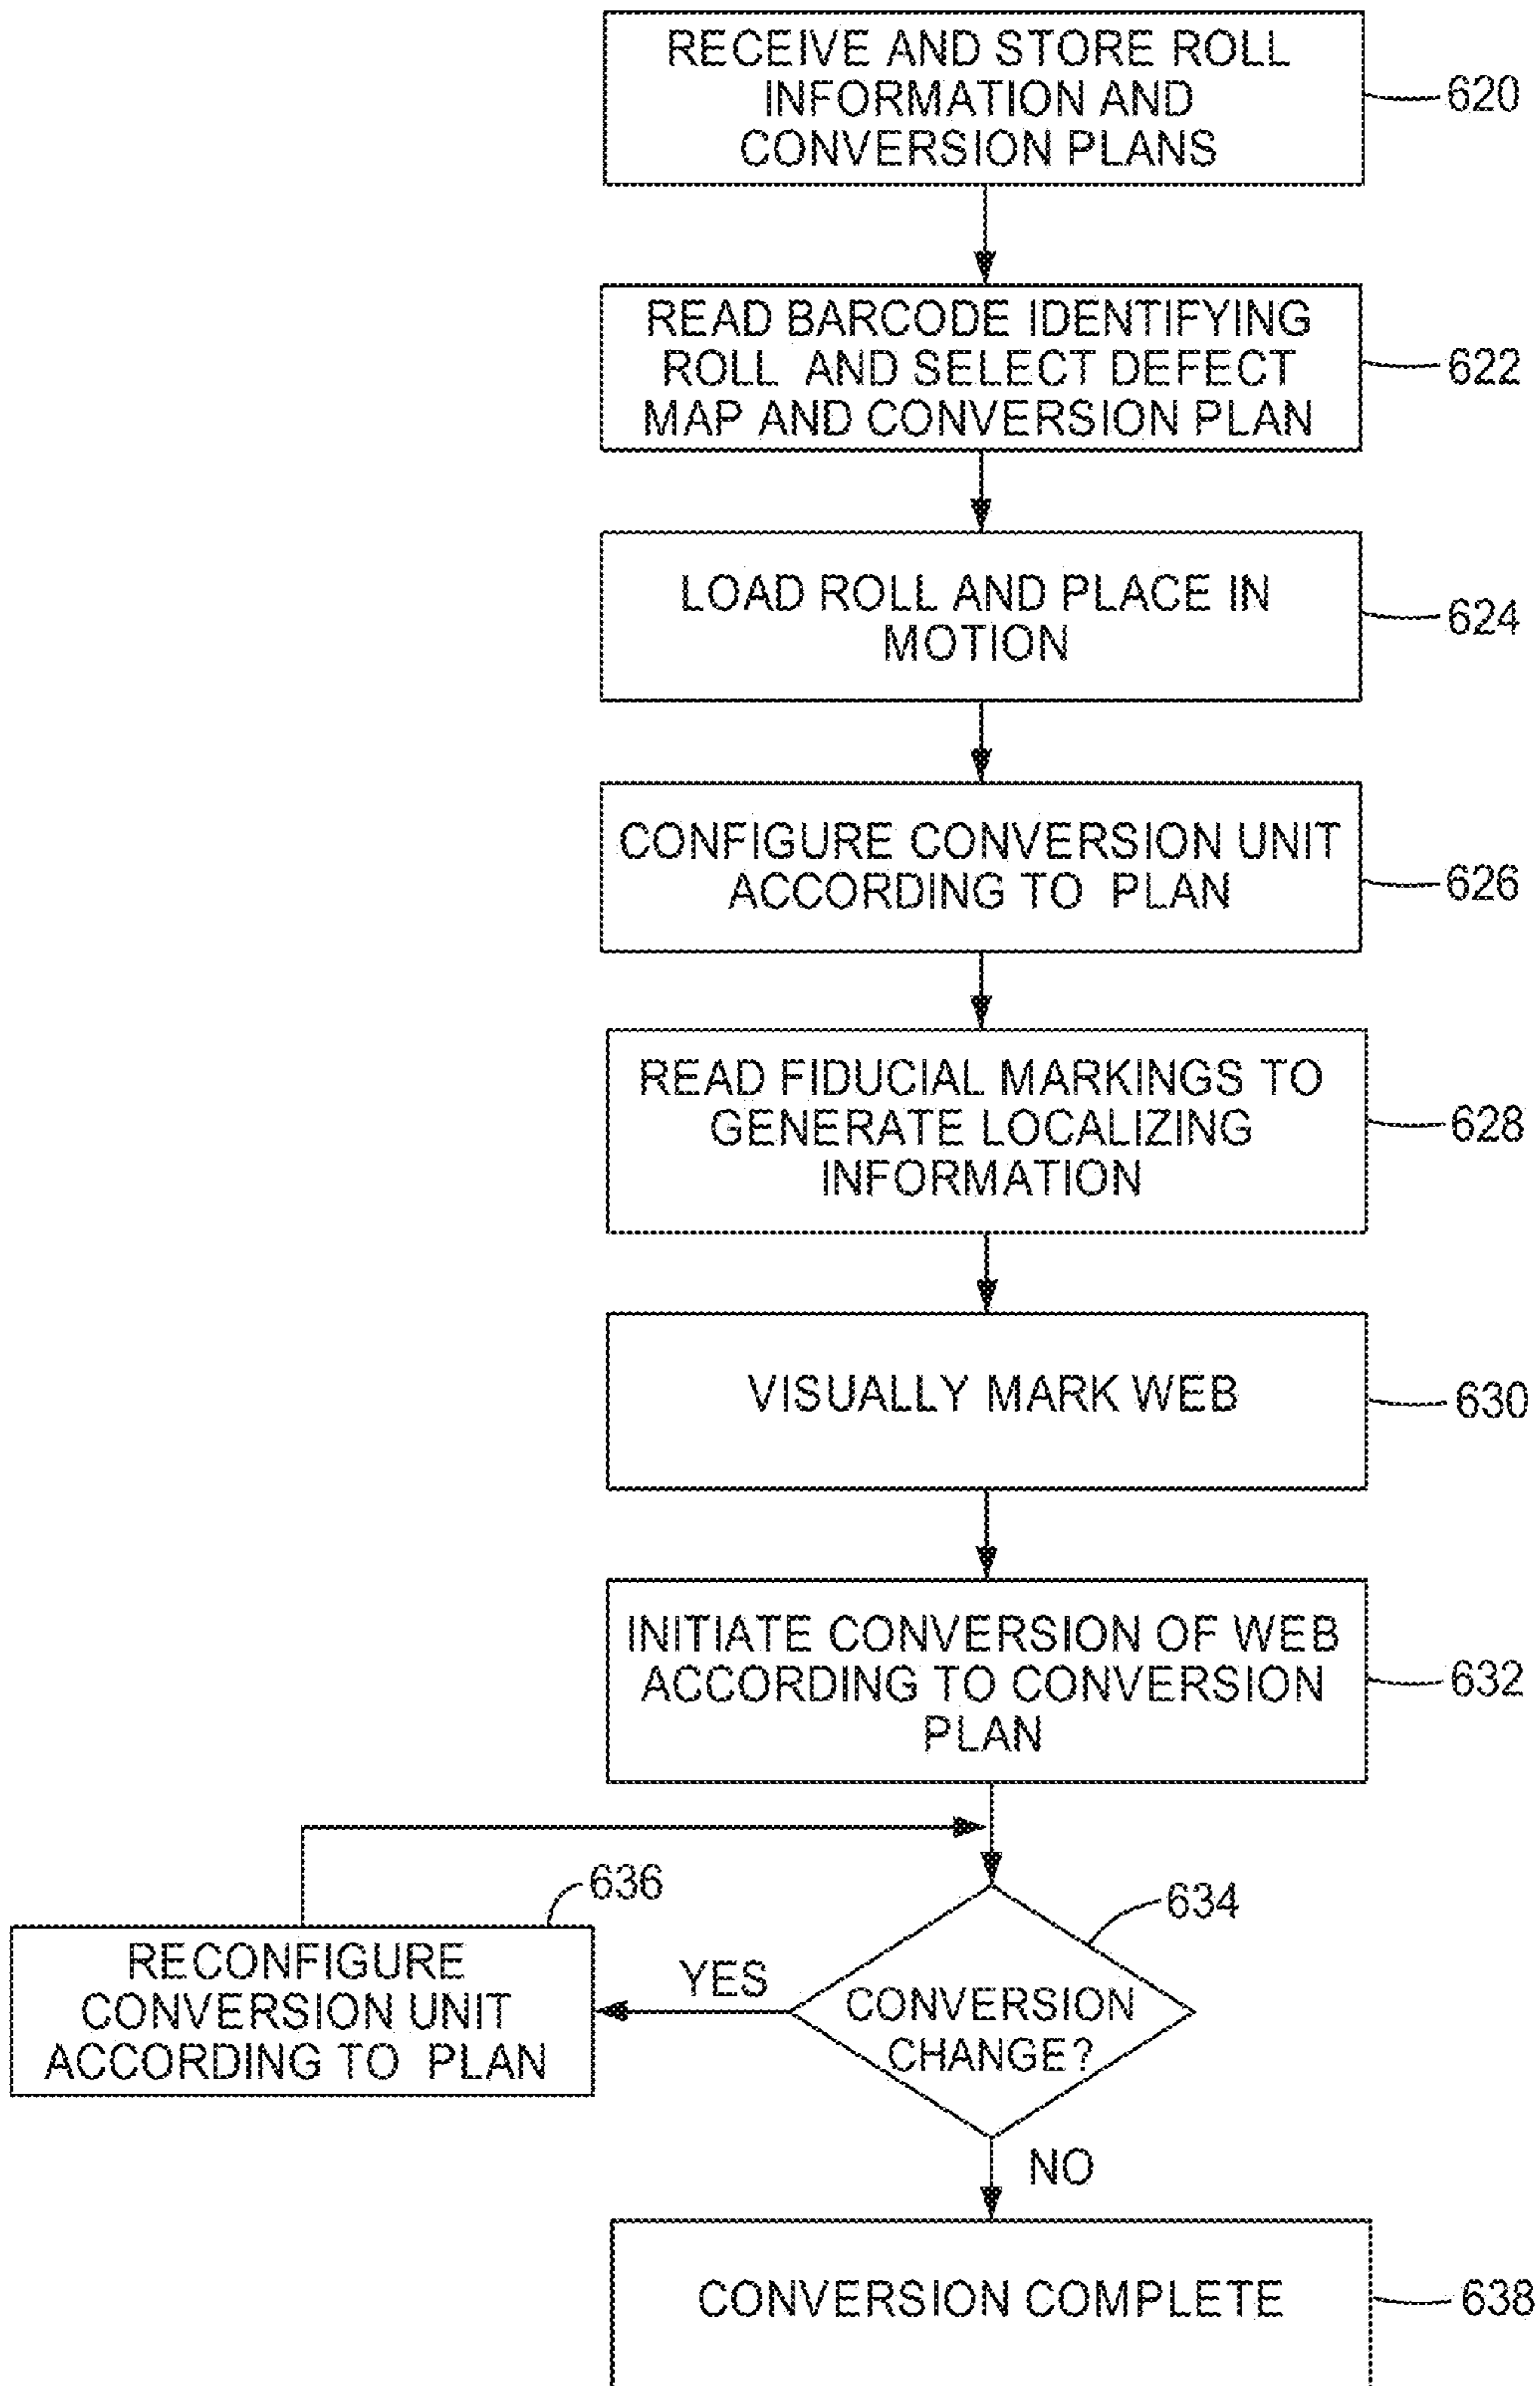 RECEIVE AND STORE ROLL
INFORMATION AND
CONVERSION PLANS
620
READ BARCODE IDENTIFYING
ROLL AND SELECT DEFECT
MAP AND CONVERSION PLAN
622
LOAD ROLL AND PLACE IN
MOTION
624
CONFIGURE CONVERSION UNIT
ACCORDING TO PLAN
626
READ FIDUCIAL MARKINGS TO
GENERATE LOCALIZING
INFORMATION
628
VISUALLY MARK WEB
630
INITIATE CONVERSION OF WEB
ACCORDING TO CONVERSION
PLAN
632
636
RECONFIGURE
CONVERSION UNIT
ACCORDING TO PLAN
YES
634
CONVERSION
CHANGE?
NO
CONVERSION COMPLETE
638